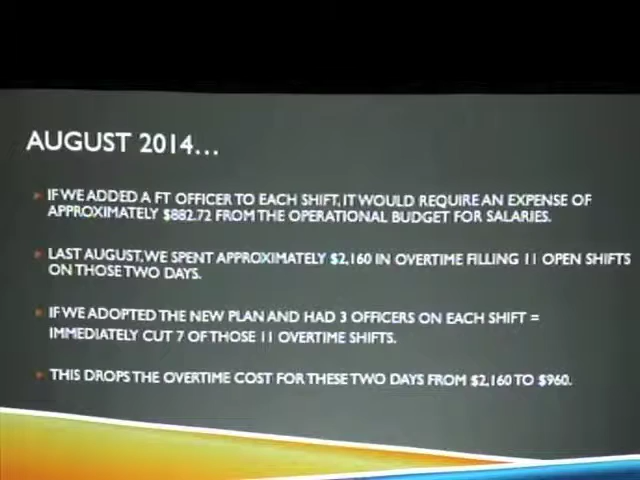 AUGUST 2014...
IF WE ADDED A FT OFFICER TO EACH SHIFT, IT WOULD REQUIRE AN EXPENSE OF
APPROXIMATELY $882.72 FROM THE OPERATIONAL BUDGET FOR SALARIES.
LAST AUGUST, WE SPENT APPROXIMATELY $2,160 IN OVERTIME FILLING 11 OPEN SHIFTS
ON THOSE TWO DAYS.
IF WE ADOPTED THE NEW PLAN AND HAD 3 OFFICERS ON EACH SHIFT =
IMMEDIATELY CUT 7 OF THOSE 11 OVERTIME SHIFTS.
THIS DROPS THE OVERTIME COST FOR THESE TWO DAYS FROM $2,160 TO $960.